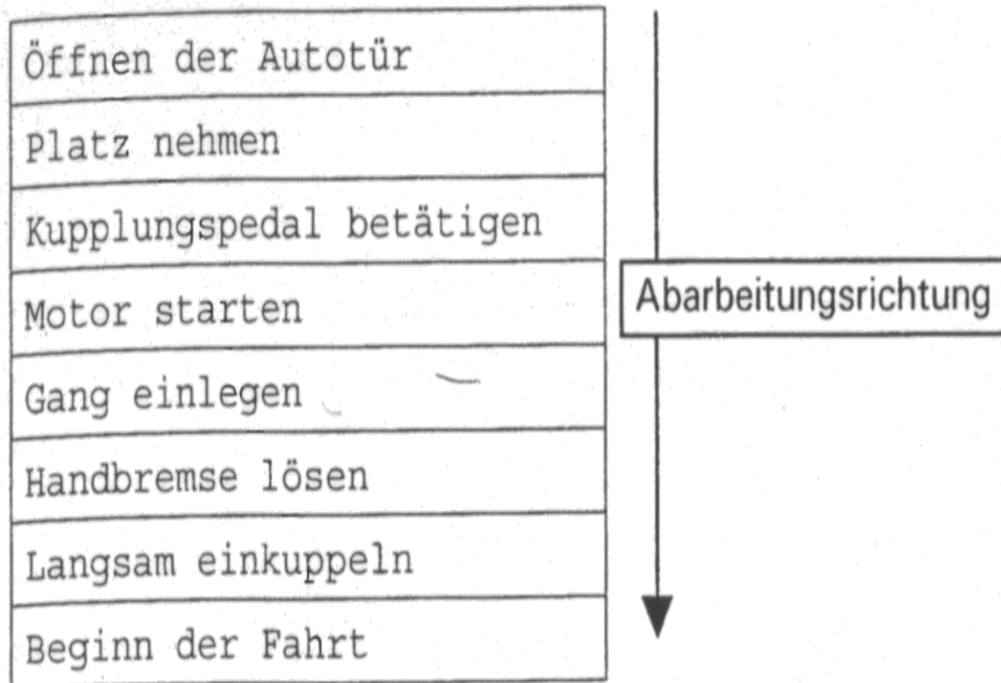 Öffnen der Autotür
Platz nehmen
Kupplungspedal betätigen
Motor starten
Gang einlegen
Handbremse lösen
Langsam einkuppeln
Beginn der Fahrt
Abarbeitungsrichtung